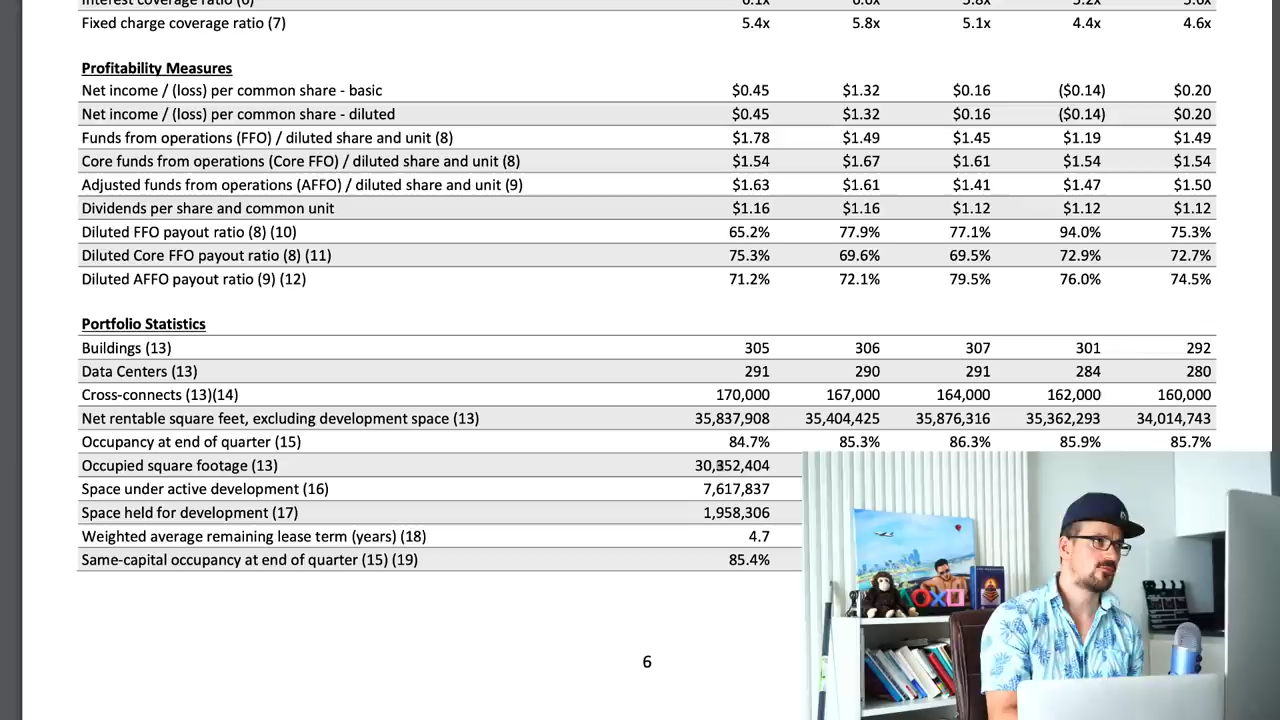 Fixed charge coverage ratio (7) 5.4x 5.8x 5.1x 4.4x 4.6x
Profitability Measures
Net income / (loss) per common share - basic $0.45 $1.32 $0.16 ($0.14) $0.20
Net income / (loss) per common share - diluted $0.45 $1.32 $0.16 ($0.14) $0.20
Funds from operations (FFO) / diluted share and unit (8) $1.78 $1.49 $1.45 $1.19 $1.49
Core funds from operations (Core FFO) / diluted share and unit (8) $1.54 $1.67 $1.61 $1.54 $1.54
Adjusted funds from operations (AFFO) / diluted share and unit (9) $1.63 $1.61 $1.41 $1.47 $1.50
Dividends per share and common unit $1.16 $1.16 $1.12 $1.12 $1.12
Diluted FFO payout ratio (8) (10) 65.2% 77.9% 77.1% 94.0% 75.3%
Diluted Core FFO payout ratio (8) (11) 75.3% 69.6% 69.5% 72.9% 72.7%
Diluted AFFO payout ratio (9) (12) 71.2% 72.1% 79.5% 76.0% 74.5%
Portfolio Statistics
Buildings (13) 305 306 307 301 292
Data Centers (13) 291 290 291 284 280
Cross-connects (13)(14) 170,000 167,000 164,000 162,000 160,000
Net rentable square feet, excluding development space (13) 35,837,908 35,404,425 35,876,316 35,362,293 34,014,743
Occupancy at end of quarter (15) 84.7% 85.3% 86.3% 85.9% 85.7%
Occupied square footage (13) 30,352,404
Space under active development (16) 7,617,837
Space held for development (17) 1,958,306
Weighted average remaining lease term (years) (18) 4.7
Same-capital occupancy at end of quarter (15) (19) 85.4%
6